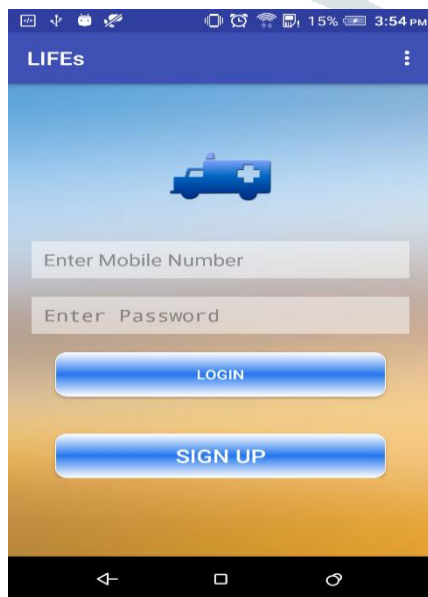 15% 3:54 PM
LIFEs
Enter Mobile Number
Enter Password
LOGIN
SIGN UP